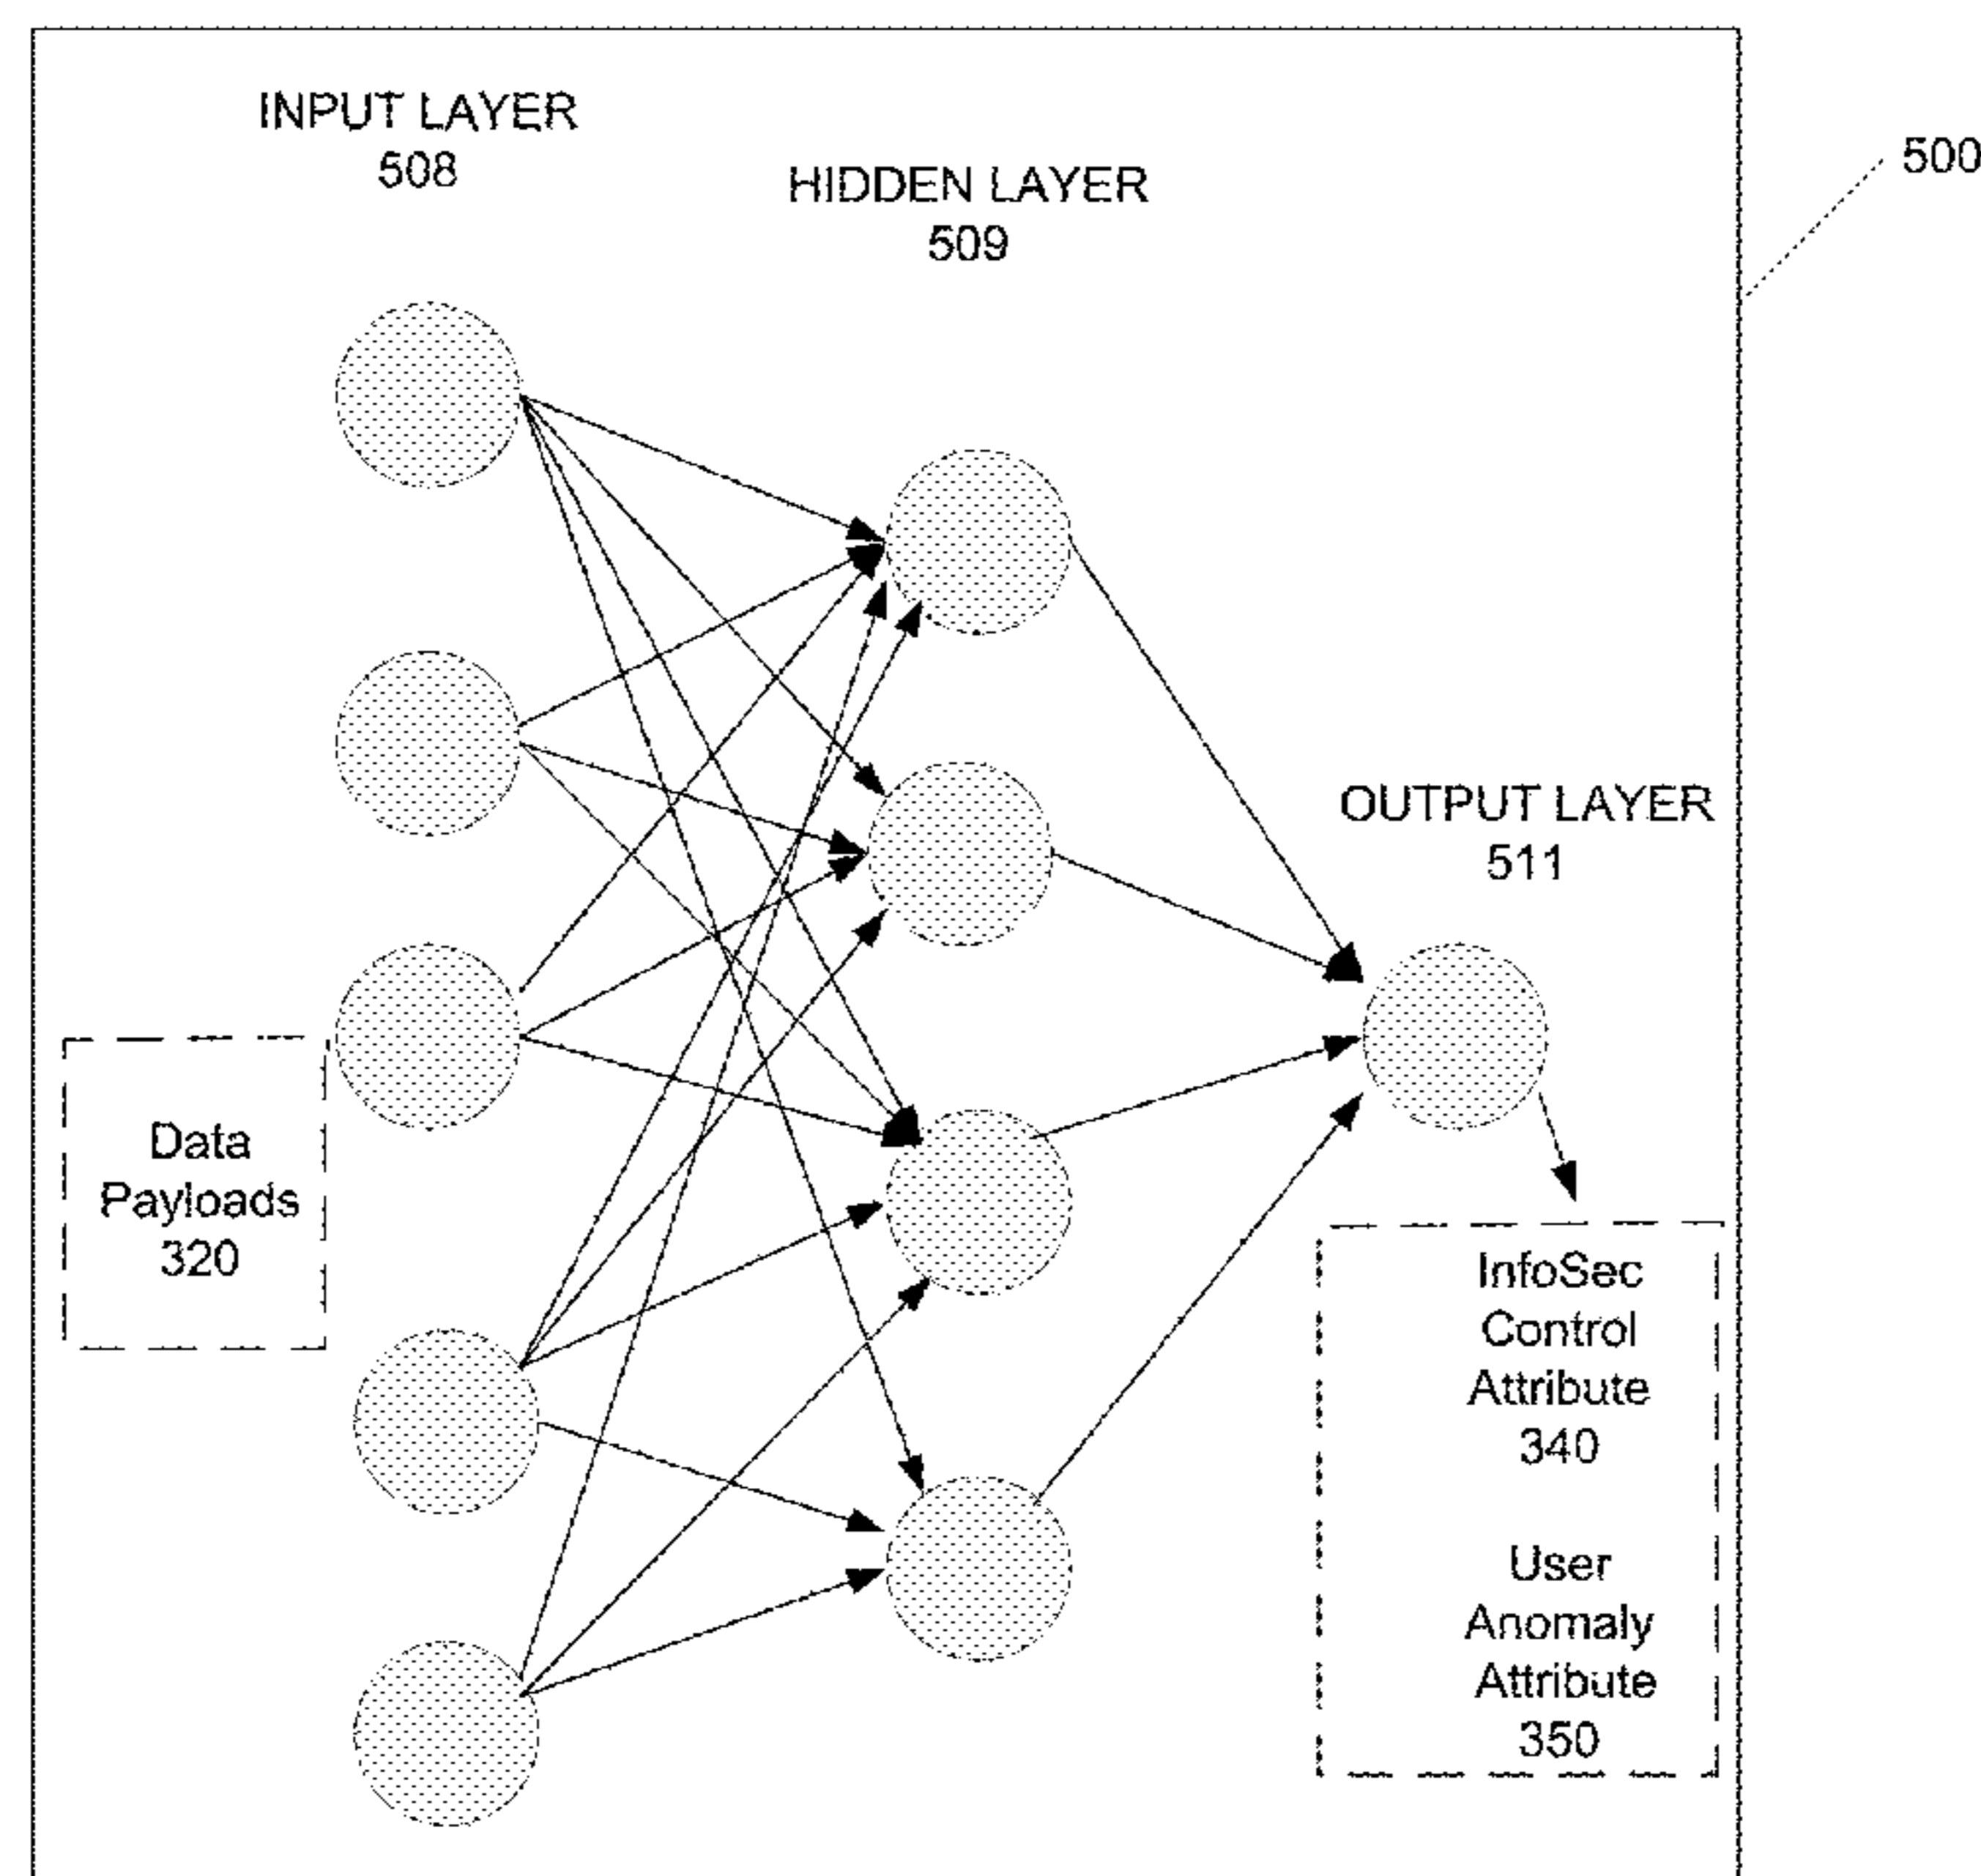 INPUT LAYER
508
HIDDEN LAYER
509
500
OUTPUT LAYER
511
Data
Payloads
320
InfoSec
Control
Attribute
340
User
Anomaly
Attribute
350